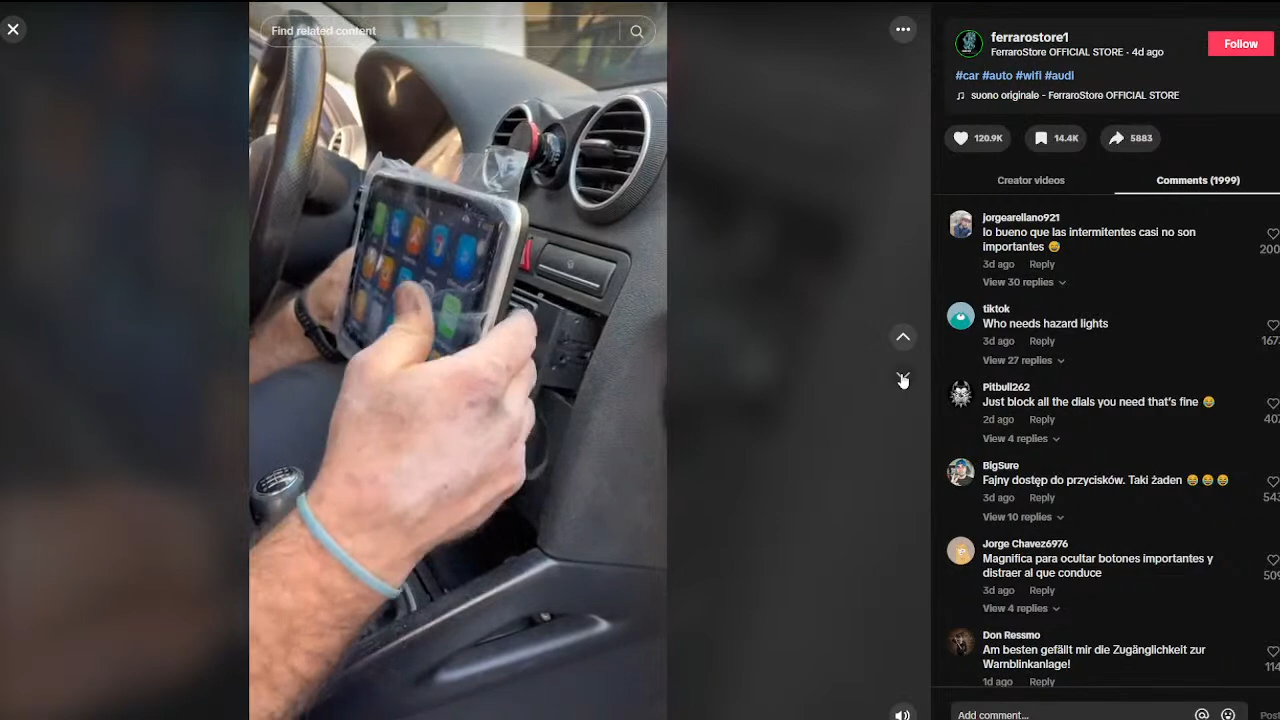 Find related content
ferrarostore1
FerraroStore OFFICIAL STORE · 4d ago
Follow
#car #auto #wifi #audi
♫ suono originale - FerraroStore OFFICIAL STORE
120.9K
14.4K
5883
Creator videos
Comments (1999)
jorgearellano921
lo bueno que las intermitentes casi no son
importantes 😅
3d ago Reply
200
View 30 replies
tiktok
Who needs hazard lights
3d ago Reply
View 27 replies
Pitbull262
Just block all the dials you need that's fine 😂
2d ago Reply
View 4 replies
BigSure
Fajny dostęp do przycisków. Taki żaden 😂 😂 😂
3d ago Reply
View 10 replies
Jorge Chavez6976
Magnifica para ocultar botones importantes y
distraer al que conduce
3d ago Reply
View 4 replies
Don Ressmo
Am besten gefällt mir die Zugänglichkeit zur
Warnblinkanlage!
1d ago Reply
Add comment...